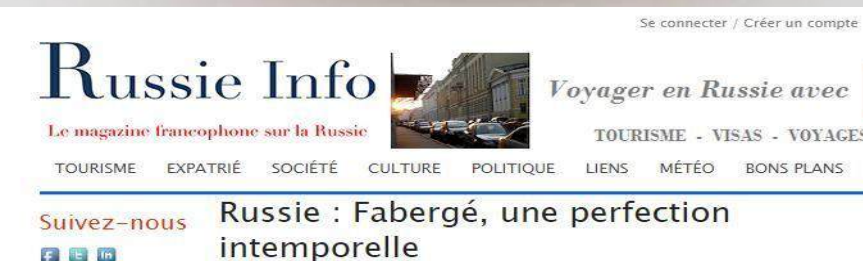 Se connecter / Créer un compte
Russie Info
Voyager en Russie avec
Le magazine francophone sur la Russie
TOURISME - VISAS - VOYAGES
TOURISME EXPATRIÉ SOCIÉTÉ CULTURE POLITIQUE LIENS MÉTÉO BONS PLANS
Suivez-nous
Russie : Fabergé, une perfection
intemporelle
f t in